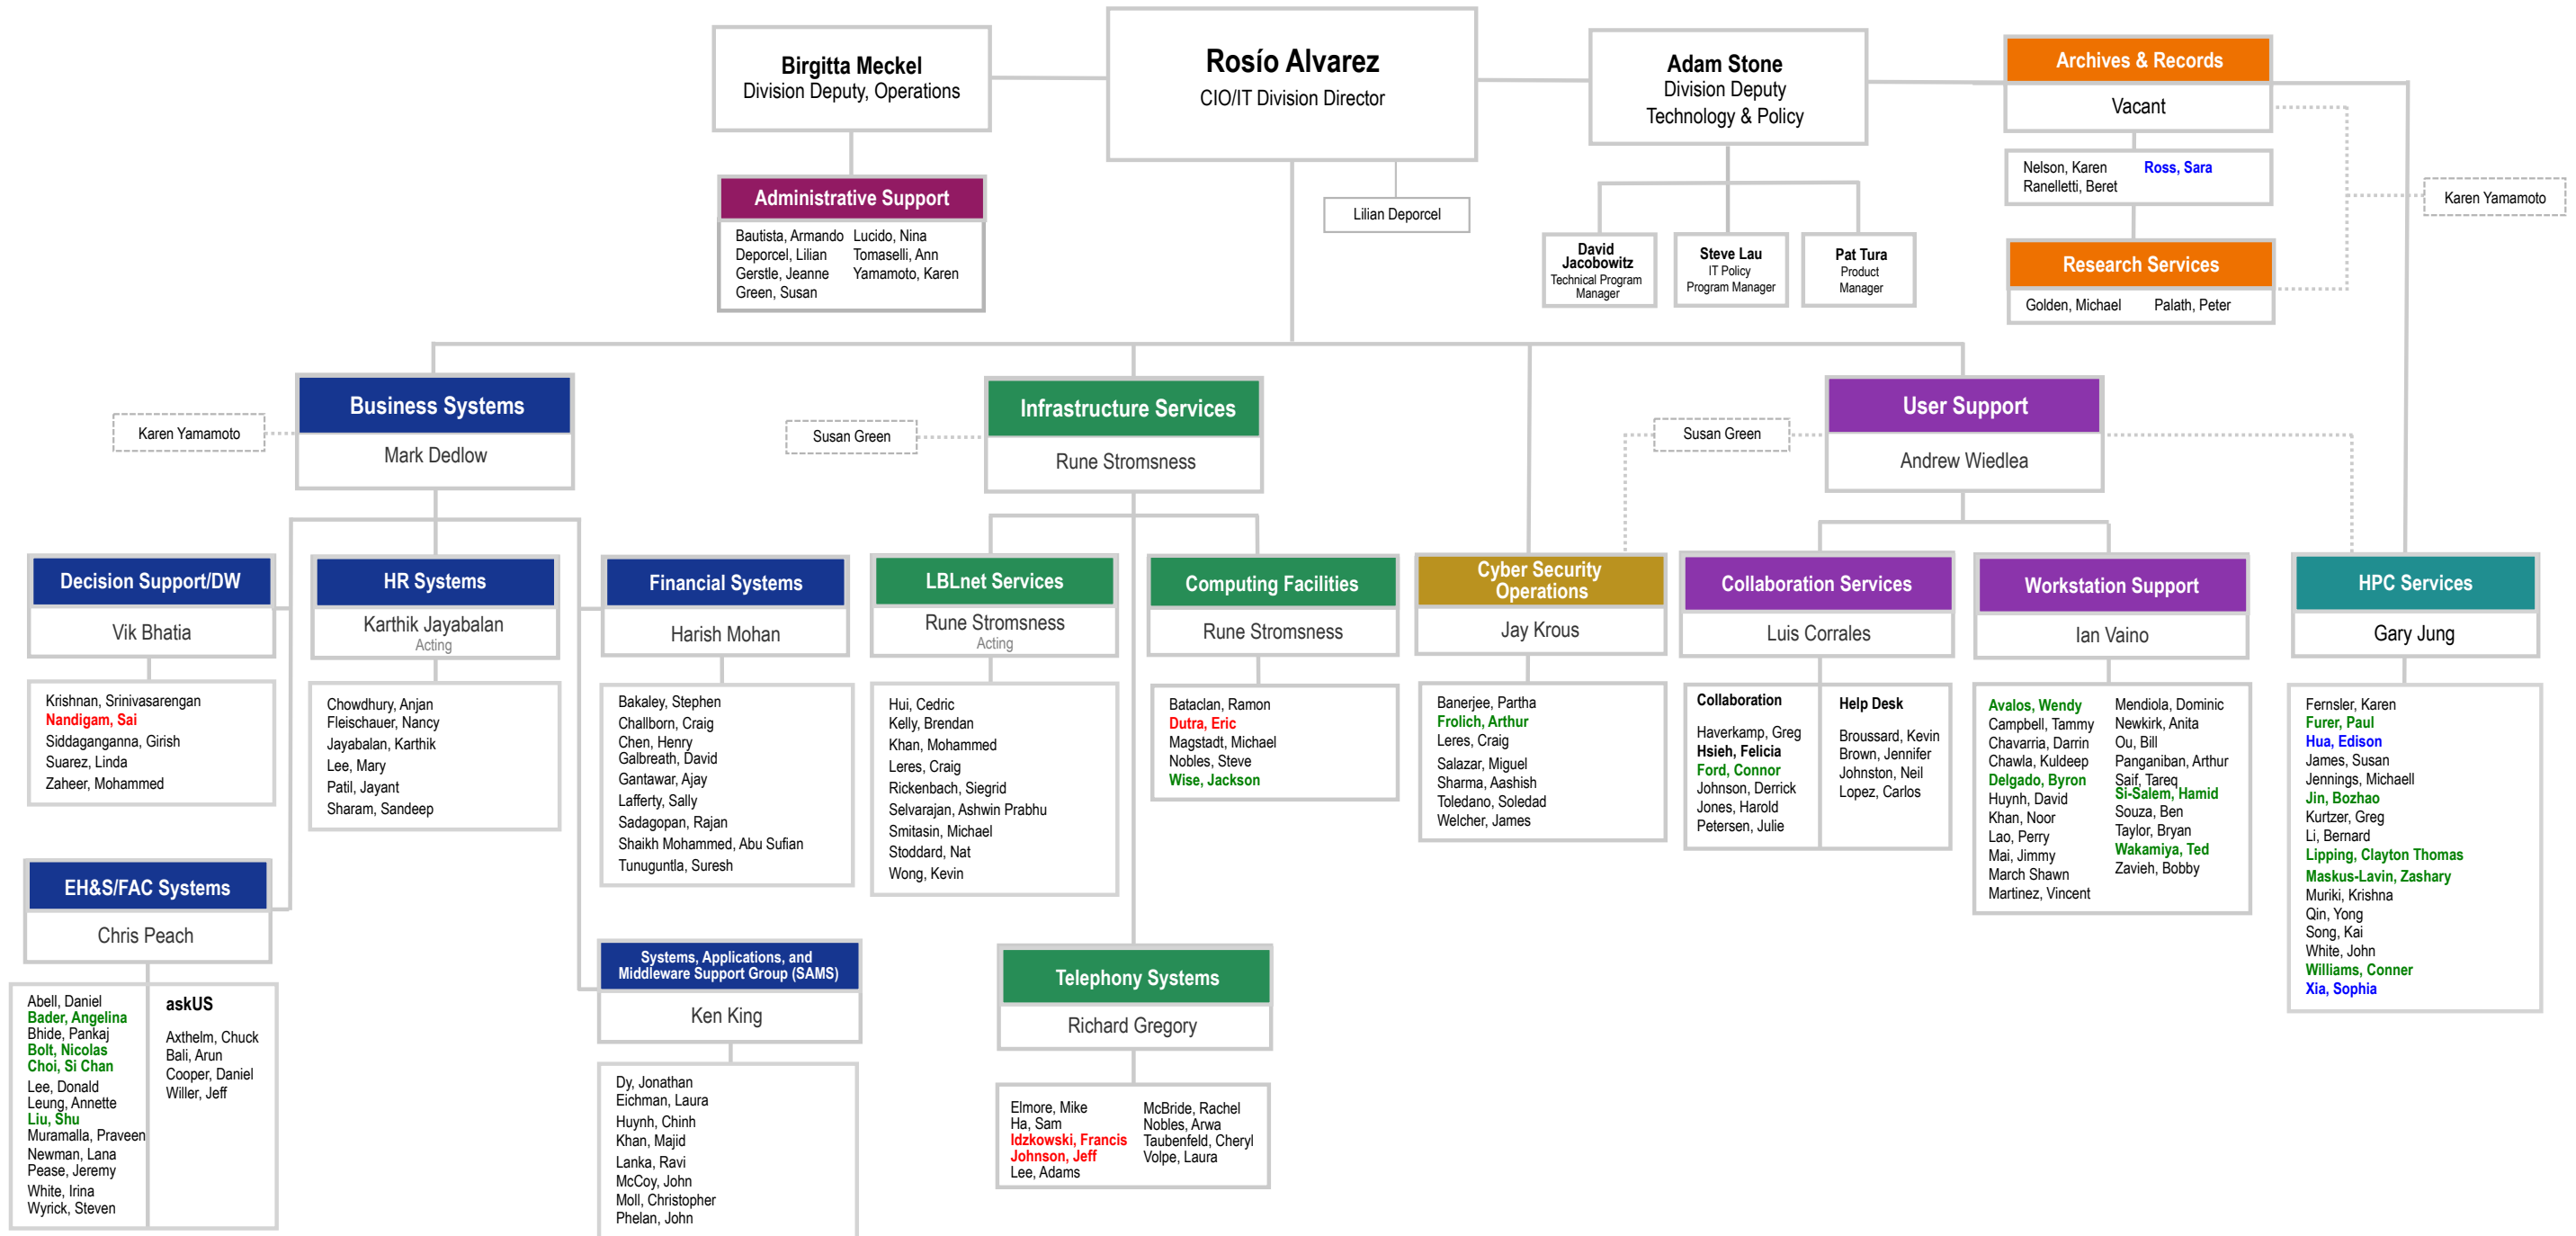 Birgitta Meckel
Division Deputy, Operations
Rosío Alvarez
CIO/IT Division Director
Adam Stone
Division Deputy
Technology & Policy
Archives & Records
Vacant
Nelson, Karen
Ranelletti, Beret
Ross, Sara
Karen Yamamoto
Administrative Support
Bautista, Armando
Deporcel, Lilian
Gerstle, Jeanne
Green, Susan
Lucido, Nina
Tomaselli, Ann
Yamamoto, Karen
Lilian Deporcel
David
Jacobowitz
Technical Program
Manager
Steve Lau
IT Policy
Program Manager
Pat Tura
Product
Manager
Research Services
Golden, Michael
Palath, Peter
Business Systems
Mark Dedlow
Karen Yamamoto
Infrastructure Services
Rune Stromsness
Susan Green
User Support
Andrew Wiedlea
Susan Green
Decision Support/DW
Vik Bhatia
Krishnan, Srinivasarengan
Nandigam, Sai
Siddaganganna, Girish
Suarez, Linda
Zaheer, Mohammed
HR Systems
Karthik Jayabalan
Acting
Chowdhury, Anjan
Fleischauer, Nancy
Jayabalan, Karthik
Lee, Mary
Patil, Jayant
Sharam, Sandeep
Financial Systems
Harish Mohan
Bakaley, Stephen
Challborn, Craig
Chen, Henry
Galbreath, David
Gantawar, Ajay
Lafferty, Sally
Sadagopan, Rajan
Shaikh Mohammed, Abu Sufian
Tunuguntla, Suresh
LBLnet Services
Rune Stromsness
Acting
Hui, Cedric
Kelly, Brendan
Khan, Mohammed
Leres, Craig
Rickenbach, Siegrid
Selvarajan, Ashwin Prabhu
Smitasin, Michael
Stoddard, Nat
Wong, Kevin
Computing Facilities
Rune Stromsness
Bataclan, Ramon
Dutra, Eric
Magstadt, Michael
Nobles, Steve
Wise, Jackson
Cyber Security
Operations
Jay Krous
Banerjee, Partha
Frolich, Arthur
Leres, Craig
Salazar, Miguel
Sharma, Aashish
Toledano, Soledad
Welcher, James
Collaboration Services
Luis Corrales
Collaboration
Haverkamp, Greg
Hsieh, Felicia
Ford, Connor
Johnson, Derrick
Jones, Harold
Petersen, Julie
Help Desk
Broussard, Kevin
Brown, Jennifer
Johnston, Neil
Lopez, Carlos
Workstation Support
Ian Vaino
Avalos, Wendy
Campbell, Tammy
Chavarria, Darrin
Chawla, Kuldeep
Delgado, Byron
Huynh, David
Khan, Noor
Lao, Perry
Mai, Jimmy
March Shawn
Martinez, Vincent
Mendiola, Dominic
Newkirk, Anita
Ou, Bill
Panganiban, Arthur
Saif, Tareq
Si-Salem, Hamid
Souza, Ben
Taylor, Bryan
Wakamiya, Ted
Zavieh, Bobby
HPC Services
Gary Jung
Fernsler, Karen
Furer, Paul
Hua, Edison
James, Susan
Jennings, Michaell
Jin, Bozhao
Kurtzer, Greg
Li, Bernard
Lipping, Clayton Thomas
Maskus-Lavin, Zashary
Muriki, Krishna
Qin, Yong
Song, Kai
White, John
Williams, Conner
Xia, Sophia
EH&S/FAC Systems
Chris Peach
Abell, Daniel
Bader, Angelina
Bhide, Pankaj
Bolt, Nicolas
Choi, Si Chan
Lee, Donald
Leung, Annette
Liu, Shu
Muramalla, Praveen
Newman, Lana
Pease, Jeremy
White, Irina
Wyrick, Steven
askUS
Axthelm, Chuck
Bali, Arun
Cooper, Daniel
Willer, Jeff
Systems, Applications, and
Middleware Support Group (SAMS)
Ken King
Dy, Jonathan
Eichman, Laura
Huynh, Chinh
Khan, Majid
Lanka, Ravi
McCoy, John
Moll, Christopher
Phelan, John
Telephony Systems
Richard Gregory
Elmore, Mike
Ha, Sam
Idzkowski, Francis
Johnson, Jeff
Lee, Adams
McBride, Rachel
Nobles, Arwa
Taubenfeld, Cheryl
Volpe, Laura